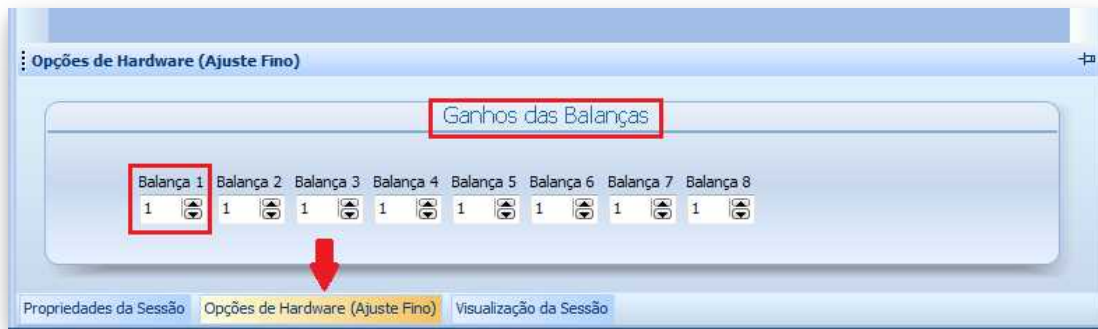 Opções de Hardware (Ajuste Fino)
Ganhos das Balanças
Balança 1 Balança 2 Balança 3 Balança 4 Balança 5 Balança 6 Balança 7 Balança 8
1 1 1 1 1 1 1 1
Propriedades da Sessão Opções de Hardware (Ajuste Fino) Visualização da Sessão